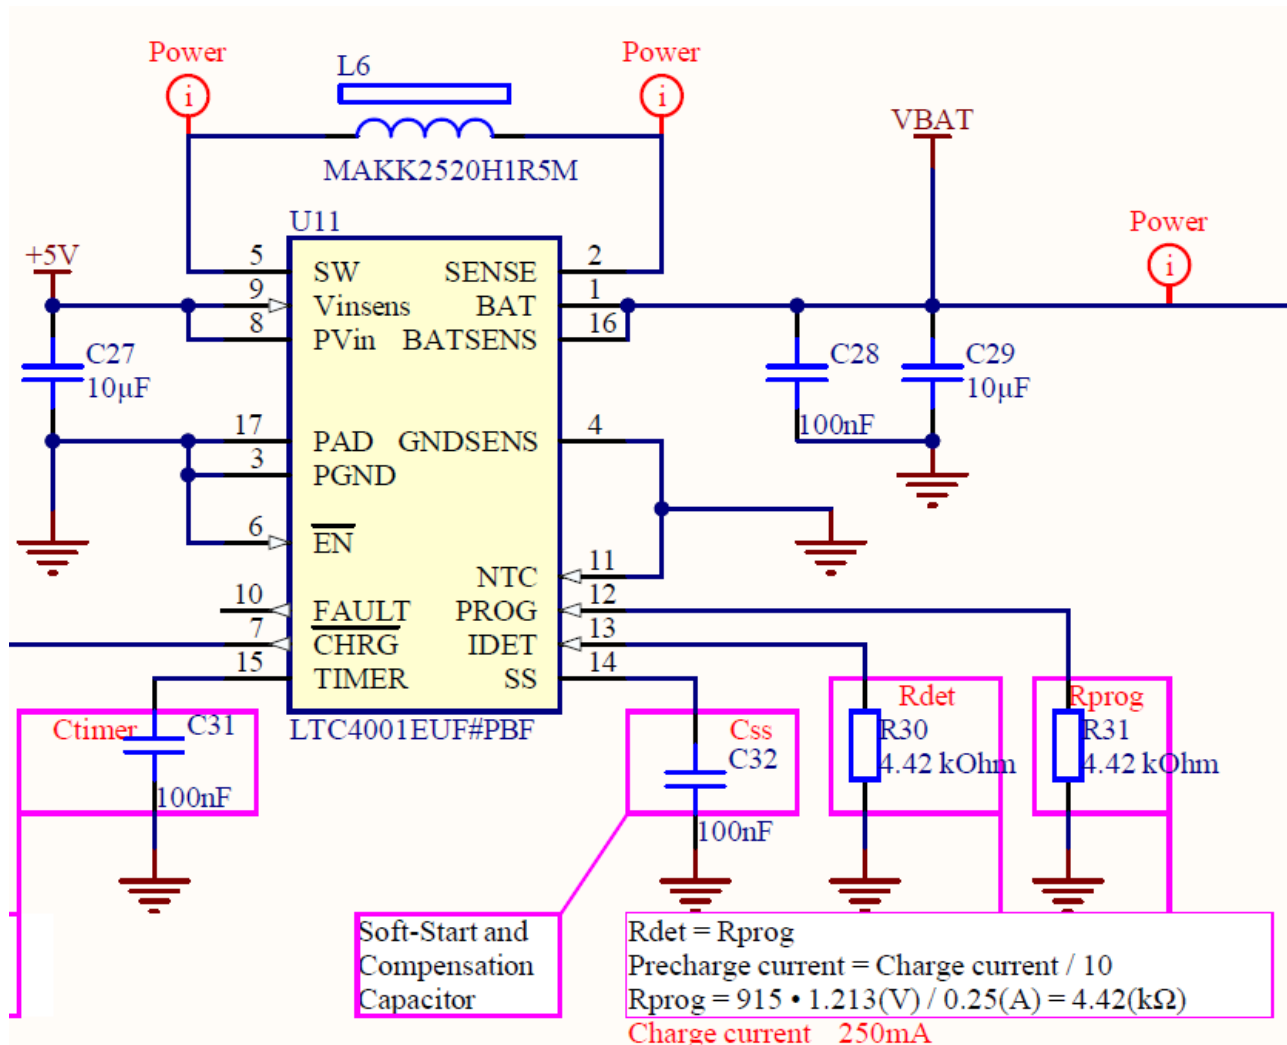 Power
Power
L6
i
i
VBAT
MAKK2520H1R5M
Power
U11
+5V
i
5
SW
SENSE
2
9
Vinsens
BAT
1
8
PVin
BATSENS
16
C27
10µF
C28
100nF
C29
10µF
17
PAD
GNDSENS
4
3
PGND
6
EN
NTC
11
10
FAULT
PROG
12
7
CHRG
IDET
13
15
TIMER
SS
14
LTC4001EUF#PBF
Ctimer
C31
100nF
Css
C32
100nF
Rdet
R30
4.42 kOhm
Rprog
R31
4.42 kOhm
Soft-Start and
Compensation
Capacitor
Rdet = Rprog
Precharge current = Charge current / 10
Rprog = 915 • 1.213(V) / 0.25(A) = 4.42(kΩ)
Charge current 250mA